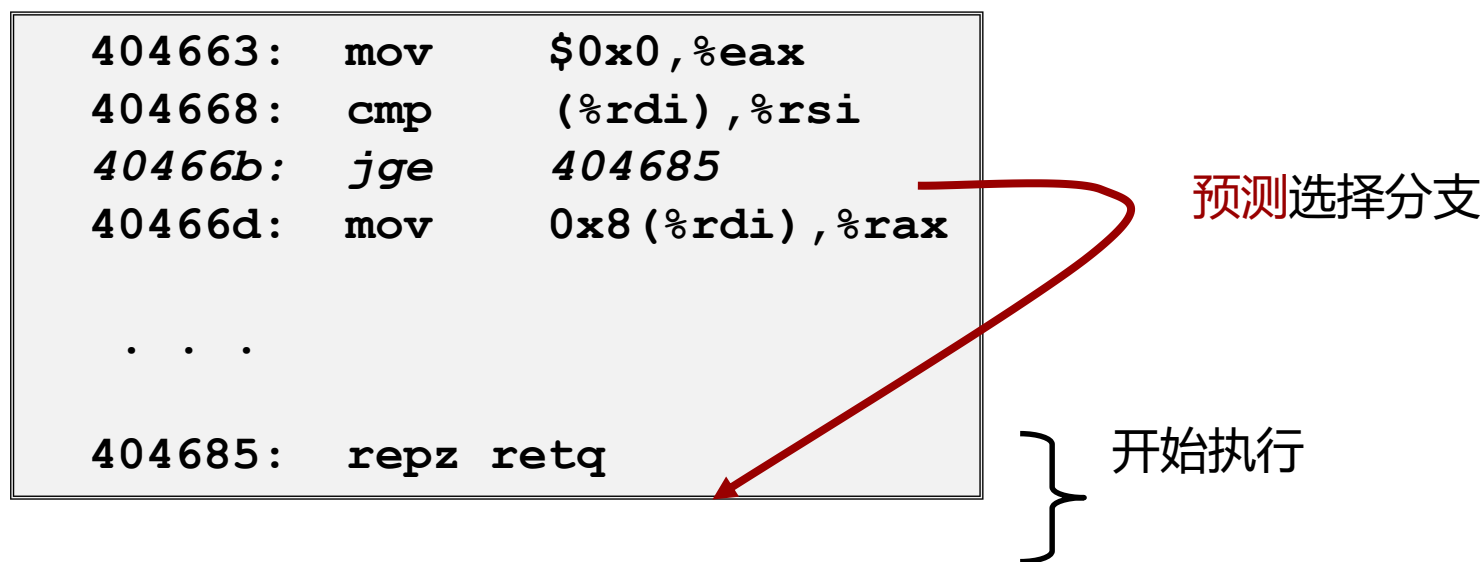 404663: mov $0x0,%eax
404668: cmp (%rdi),%rsi
40466b: jge 404685
预测选择分支
40466d: mov 0x8(%rdi),%rax
. . .
404685: repz retq
开始执行